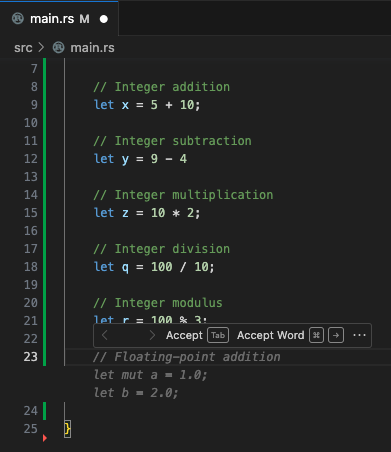 main.rs M
src > main.rs
7
8 // Integer addition
9 let x = 5 + 10;
10
11 // Integer subtraction
12 let y = 9 - 4
13
14 // Integer multiplication
15 let z = 10 * 2;
16
17 // Integer division
18 let q = 100 / 10;
19
20 // Integer modulus
21 let r = 100 % 3;
22 < > Accept Tab Accept Word ⌘ → ...
23 // Floating-point addition
let mut a = 1.0;
let b = 2.0;
24
25 }